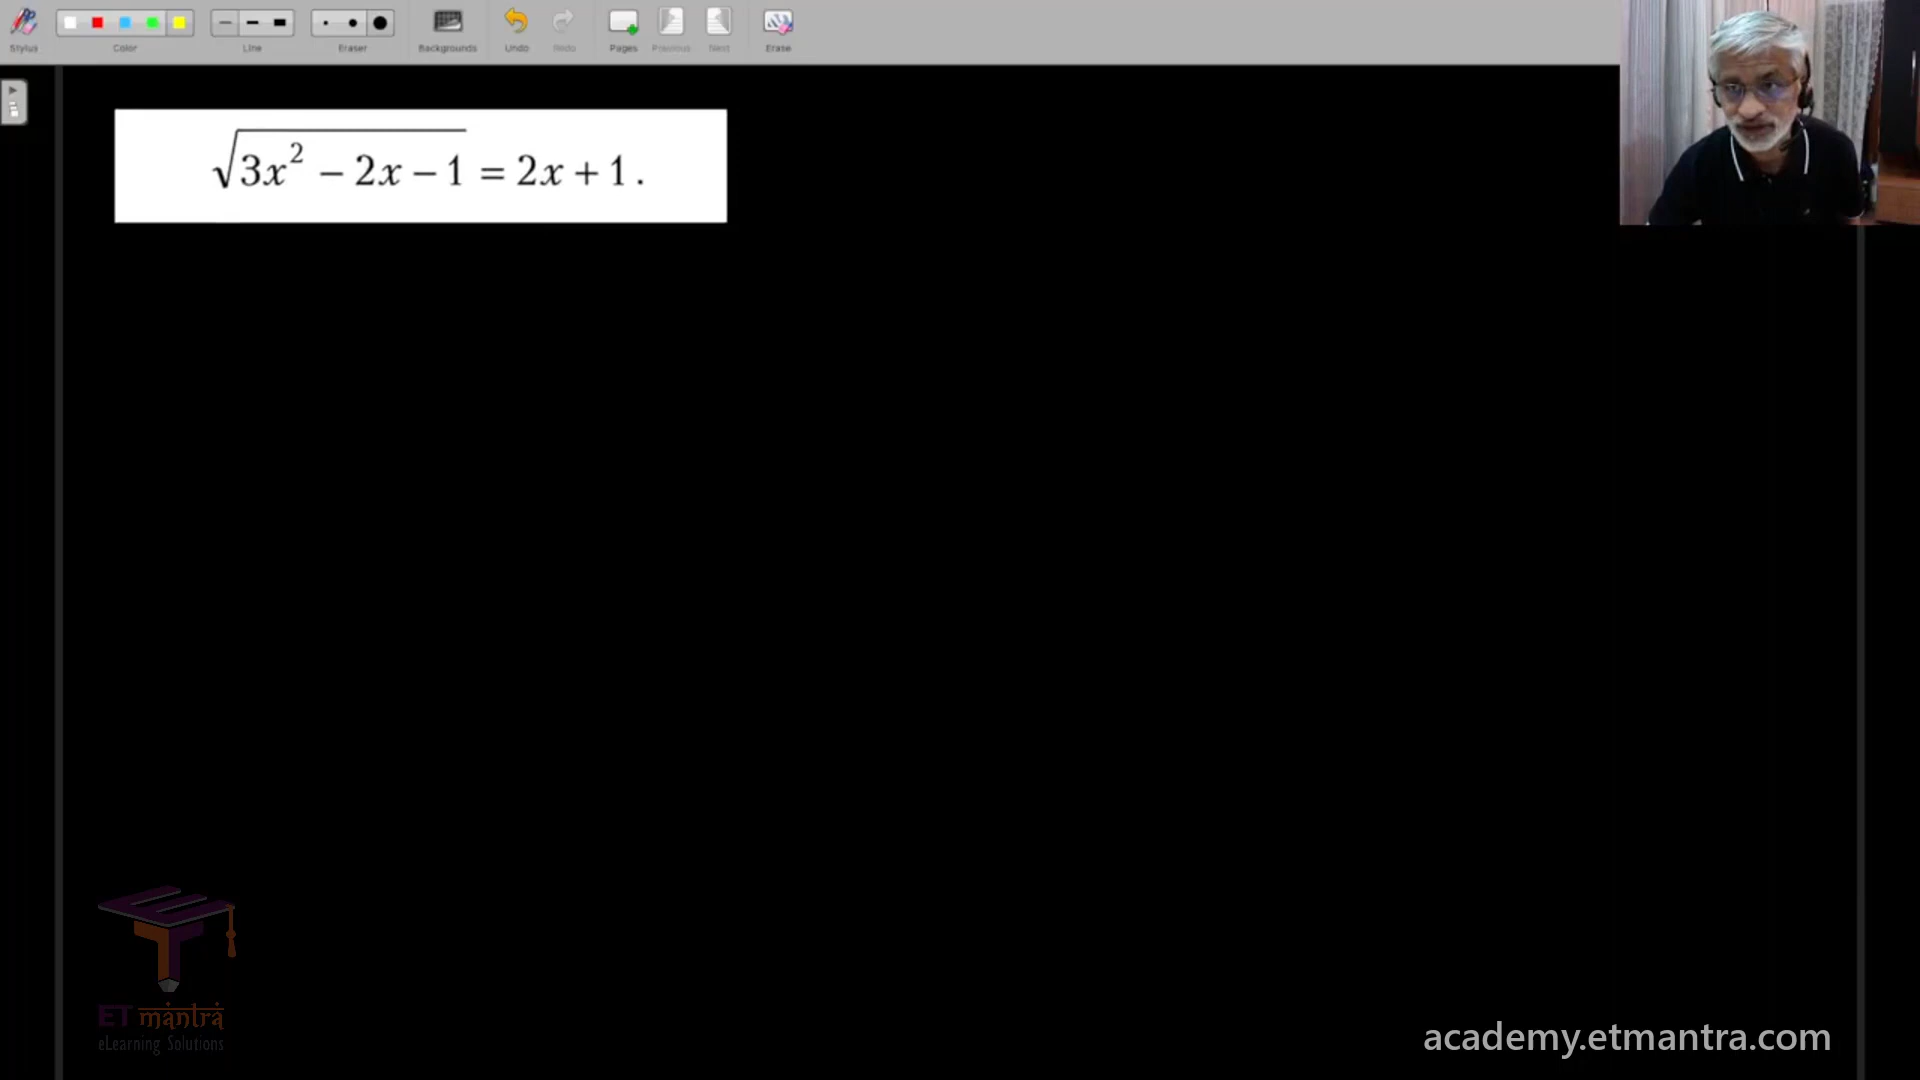 Stylus
Color
Line
Eraser
Backgrounds
Undo
Redo
Pages
Previous
Next
Erase
√(3x² − 2x − 1) = 2x + 1.
ET mantra
eLearning Solutions
academy.etmantra.com